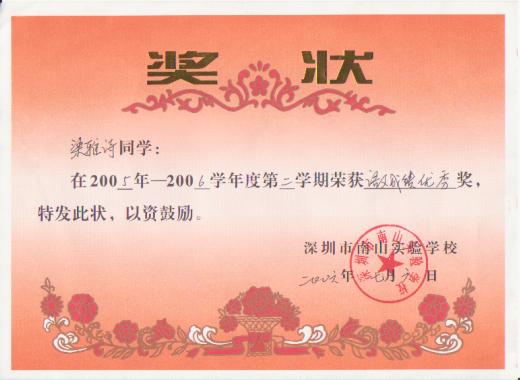 奖状
梁雅诗同学：
在2005年—2006学年度第二学期荣获成绩优秀奖，
特发此状，以资鼓励。
深圳市南山实验学校
二〇〇六年七月六日
深圳市南山实验学校